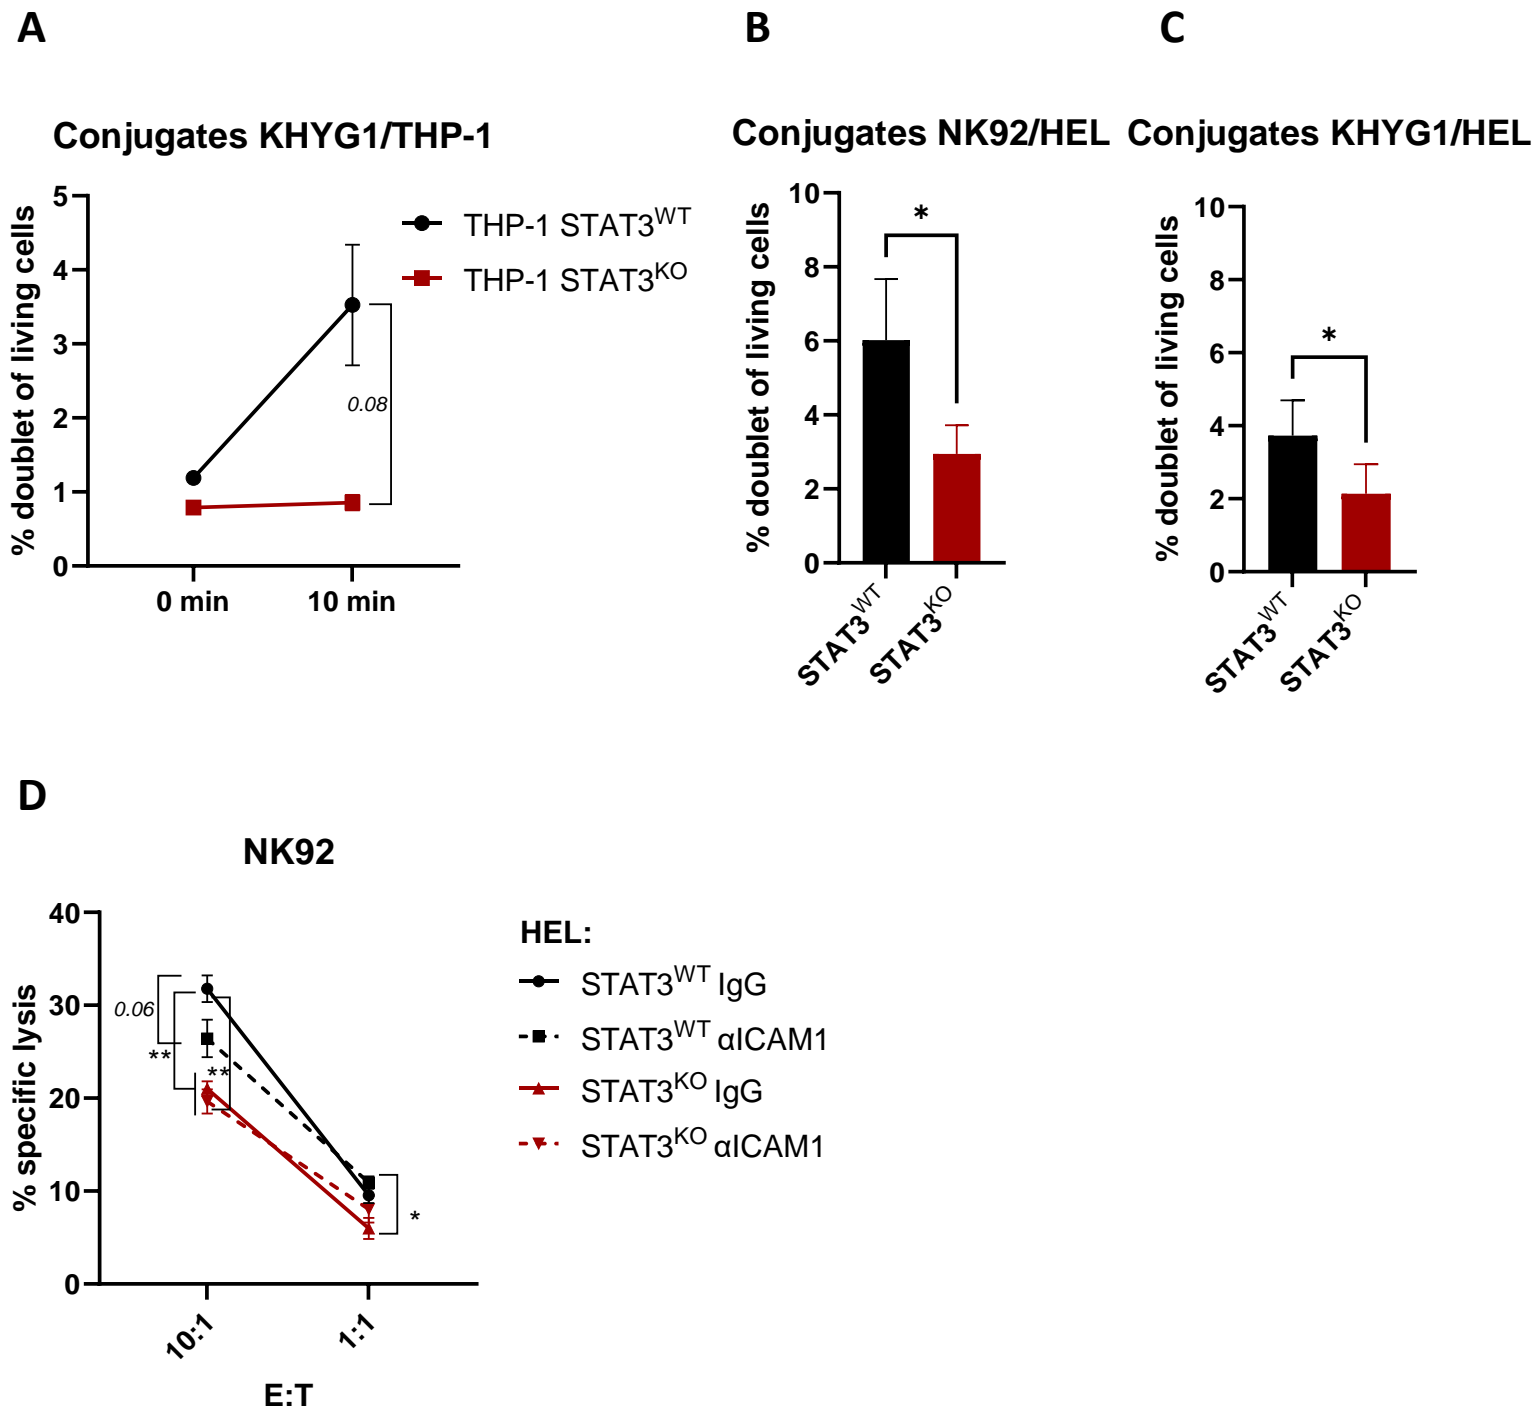 A
B
C
Conjugates KHYG1/THP-1
Conjugates NK92/HEL
Conjugates KHYG1/HEL
% doublet of living cells
5
4
3
2
1
0
0 min
10 min
0.08
THP-1 STAT3WT
THP-1 STAT3KO
% doublet of living cells
10
8
6
4
2
0
*
STAT3WT
STAT3KO
% doublet of living cells
10
8
6
4
2
0
*
STAT3WT
STAT3KO
D
NK92
% specific lysis
40
30
20
10
0
0.06
**
**
*
10:1
1:1
E:T
HEL:
STAT3WT IgG
STAT3WT αICAM1
STAT3KO IgG
STAT3KO αICAM1